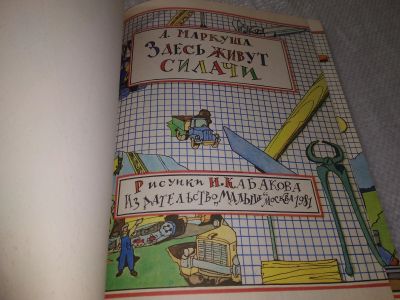 А. МАРКУША
ЗДЕСЬ ЖИВУТ
СИЛАЧИ
Рисунки И. КАБАКОВА
ИЗДАТЕЛЬСТВО „МАЛЫШ" МОСКВА 1981